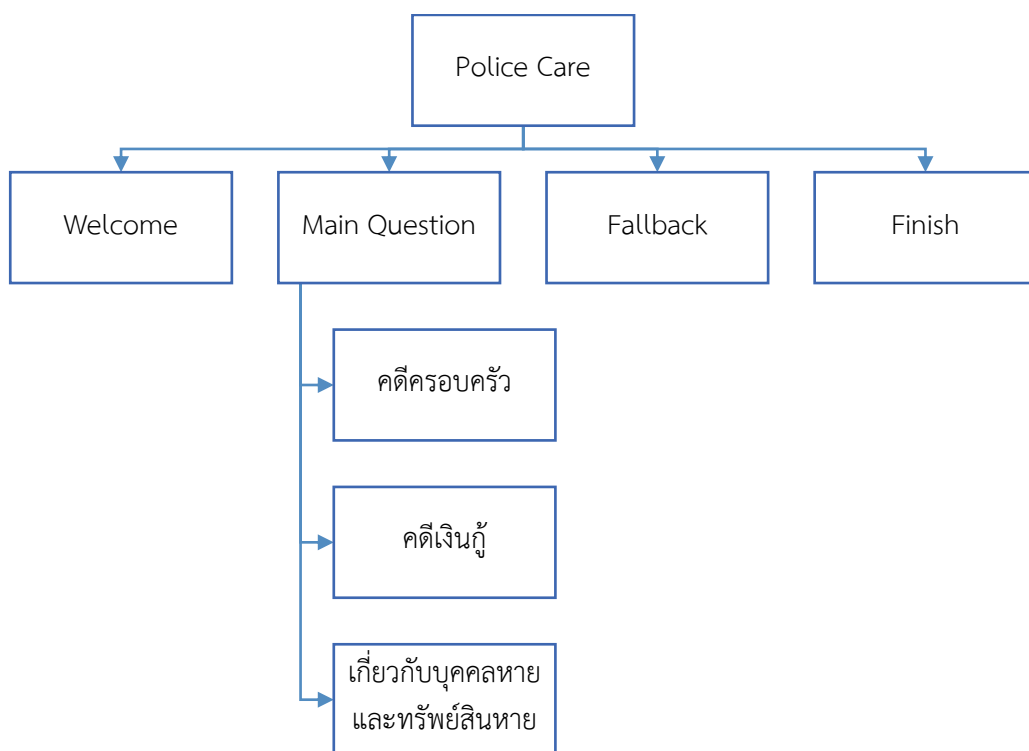 Police Care
Welcome
Main Question
Fallback
Finish
คดีครอบครัว
คดีเงินกู้
เกี่ยวกับบุคคลหาย
และทรัพย์สินหาย